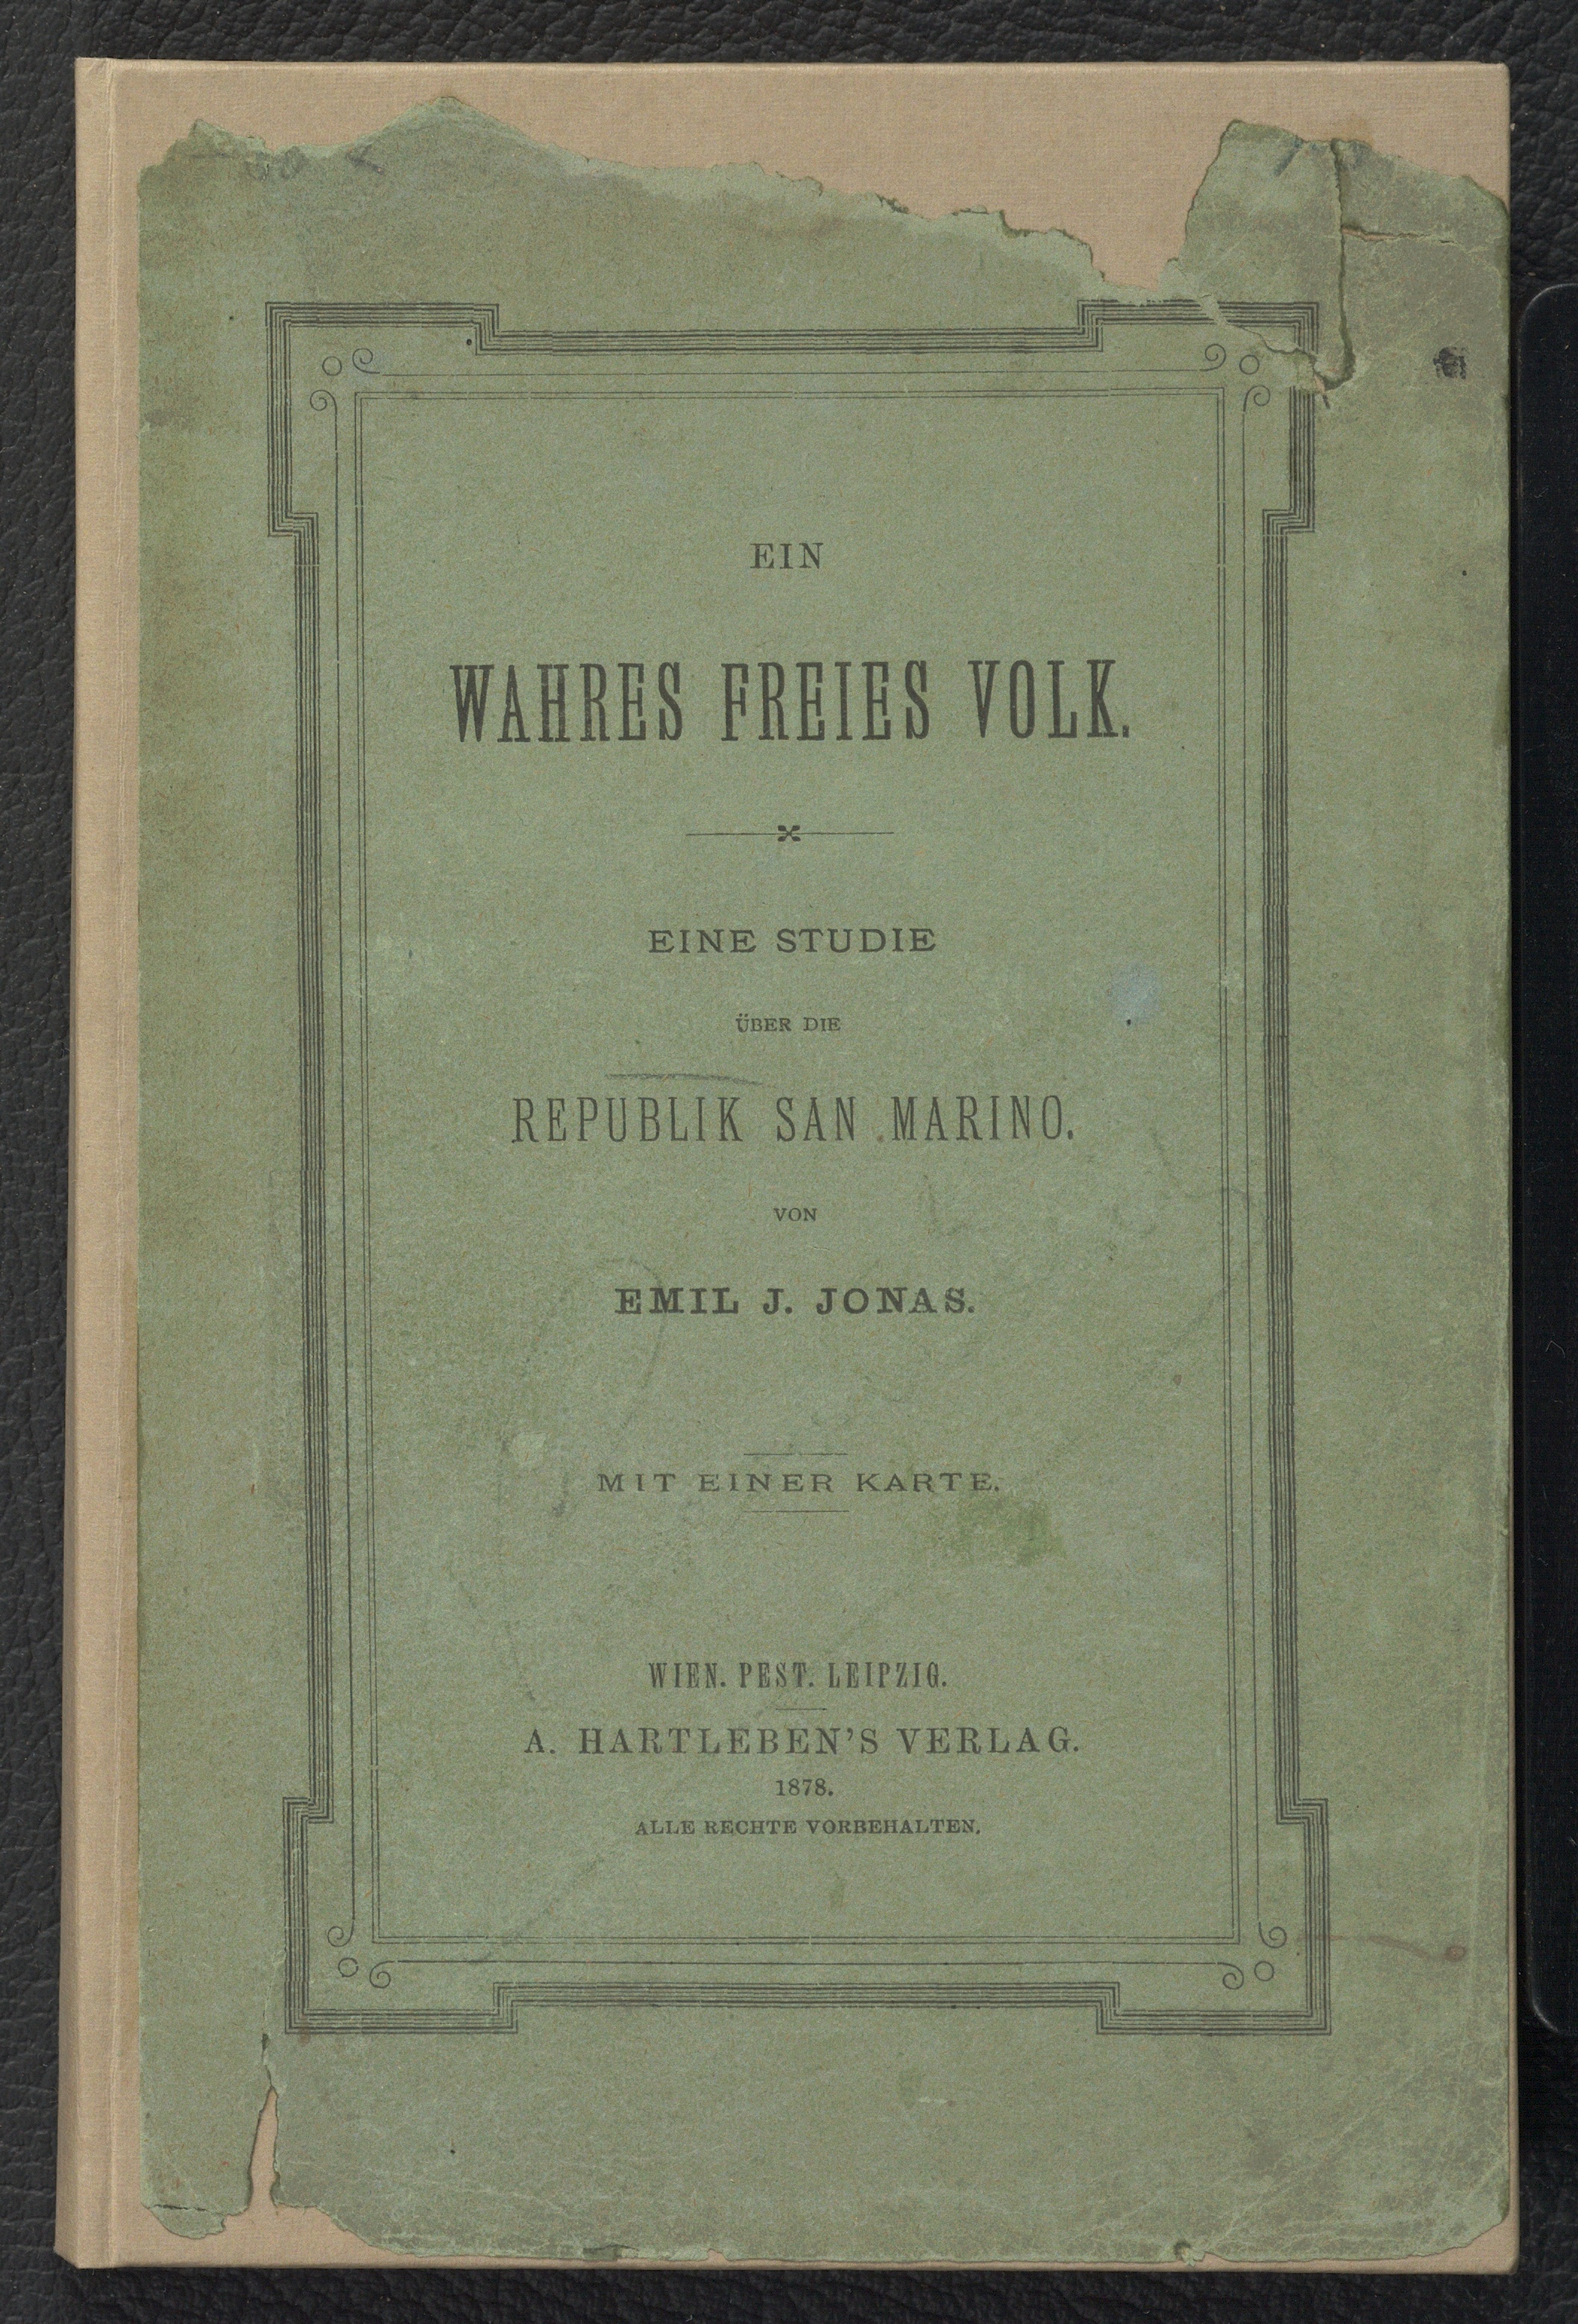 EIN
WAHRES FREIES VOLK.
EINE STUDIE
ÜBER DIE
REPUBLIK SAN MARINO.
VON
EMIL J. JONAS.
MIT EINER KARTE.
WIEN. PEST. LEIPZIG.
A. HARTLEBEN'S VERLAG.
1878.
ALLE RECHTE VORBEHALTEN.